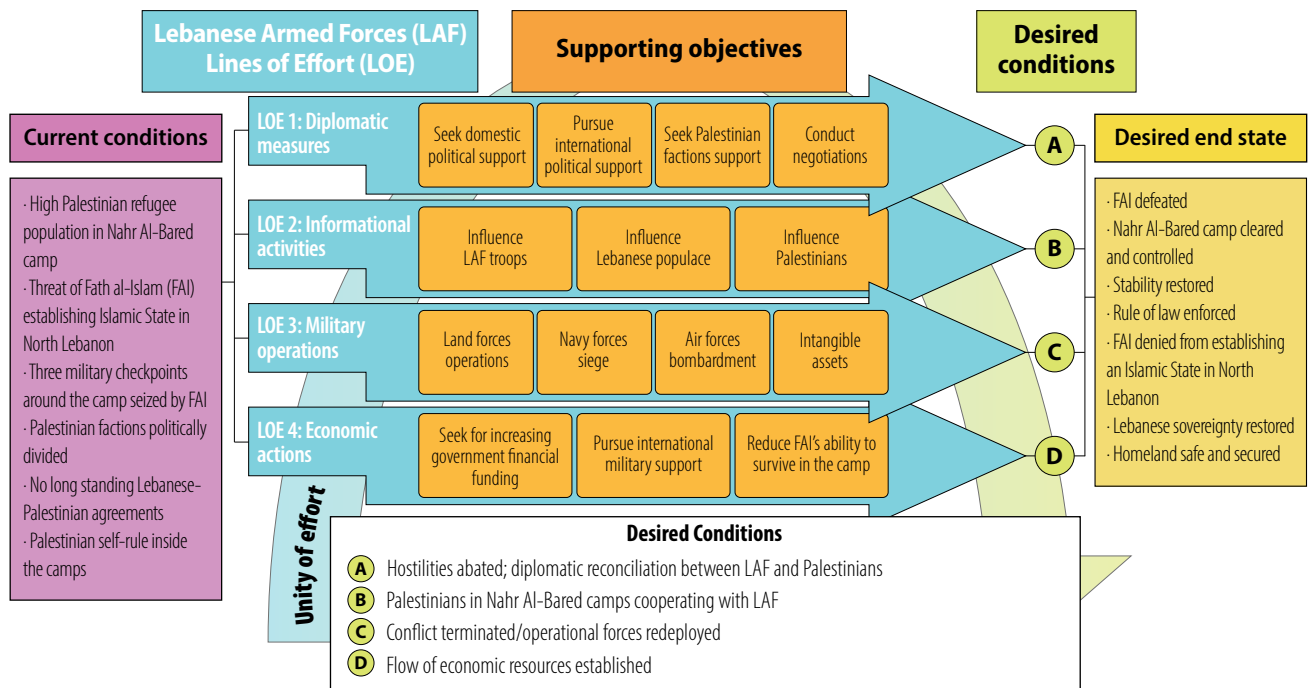 Lebanese Armed Forces (LAF)
Lines of Effort (LOE)
Supporting objectives
Desired
conditions
Current conditions
· High Palestinian refugee
population in Nahr Al-Bared
camp
· Threat of Fath al-Islam (FAI)
establishing Islamic State in
North Lebanon
· Three military checkpoints
around the camp seized by FAI
· Palestinian factions politically
divided
· No long standing Lebanese–
Palestinian agreements
· Palestinian self-rule inside
the camps
LOE 1: Diplomatic
measures
Seek domestic
political support
Pursue
international
political support
Seek Palestinian
factions support
Conduct
negotiations
A
LOE 2: Informational
activities
Influence
LAF troops
Influence
Lebanese populace
Influence
Palestinians
B
LOE 3: Military
operations
Land forces
operations
Navy forces
siege
Air forces
bombardment
Intangible
assets
C
LOE 4: Economic
actions
Seek for increasing
government financial
funding
Pursue international
military support
Reduce FAI's ability to
survive in the camp
D
Desired end state
· FAI defeated
· Nahr Al-Bared camp cleared
and controlled
· Stability restored
· Rule of law enforced
· FAI denied from establishing
an Islamic State in North
Lebanon
· Lebanese sovereignty restored
· Homeland safe and secured
Unity of effort
Desired Conditions
A Hostilities abated; diplomatic reconciliation between LAF and Palestinians
B Palestinians in Nahr Al-Bared camps cooperating with LAF
C Conflict terminated/operational forces redeployed
D Flow of economic resources established